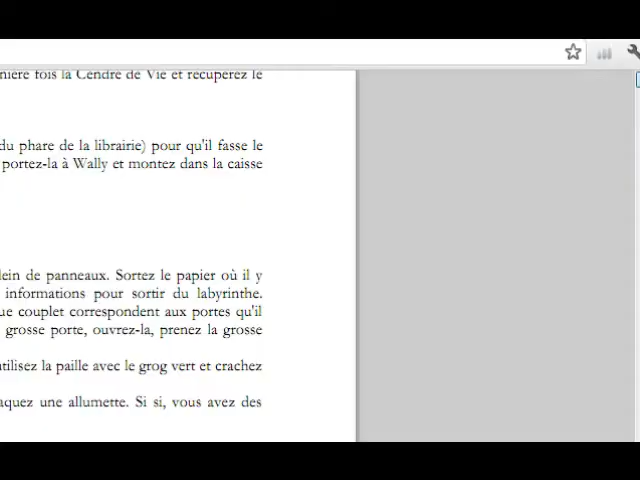 nière fois la Cendre de Vie et récupérez le
du phare de la librairie) pour qu'il fasse le
portez-la à Wally et montez dans la caisse
lein de panneaux. Sortez le papier où il y
informations pour sortir du labyrinthe.
ue couplet correspondent aux portes qu'il
grosse porte, ouvrez-la, prenez la grosse
utilisez la paille avec le grog vert et crachez
aquez une allumette. Si si, vous avez des